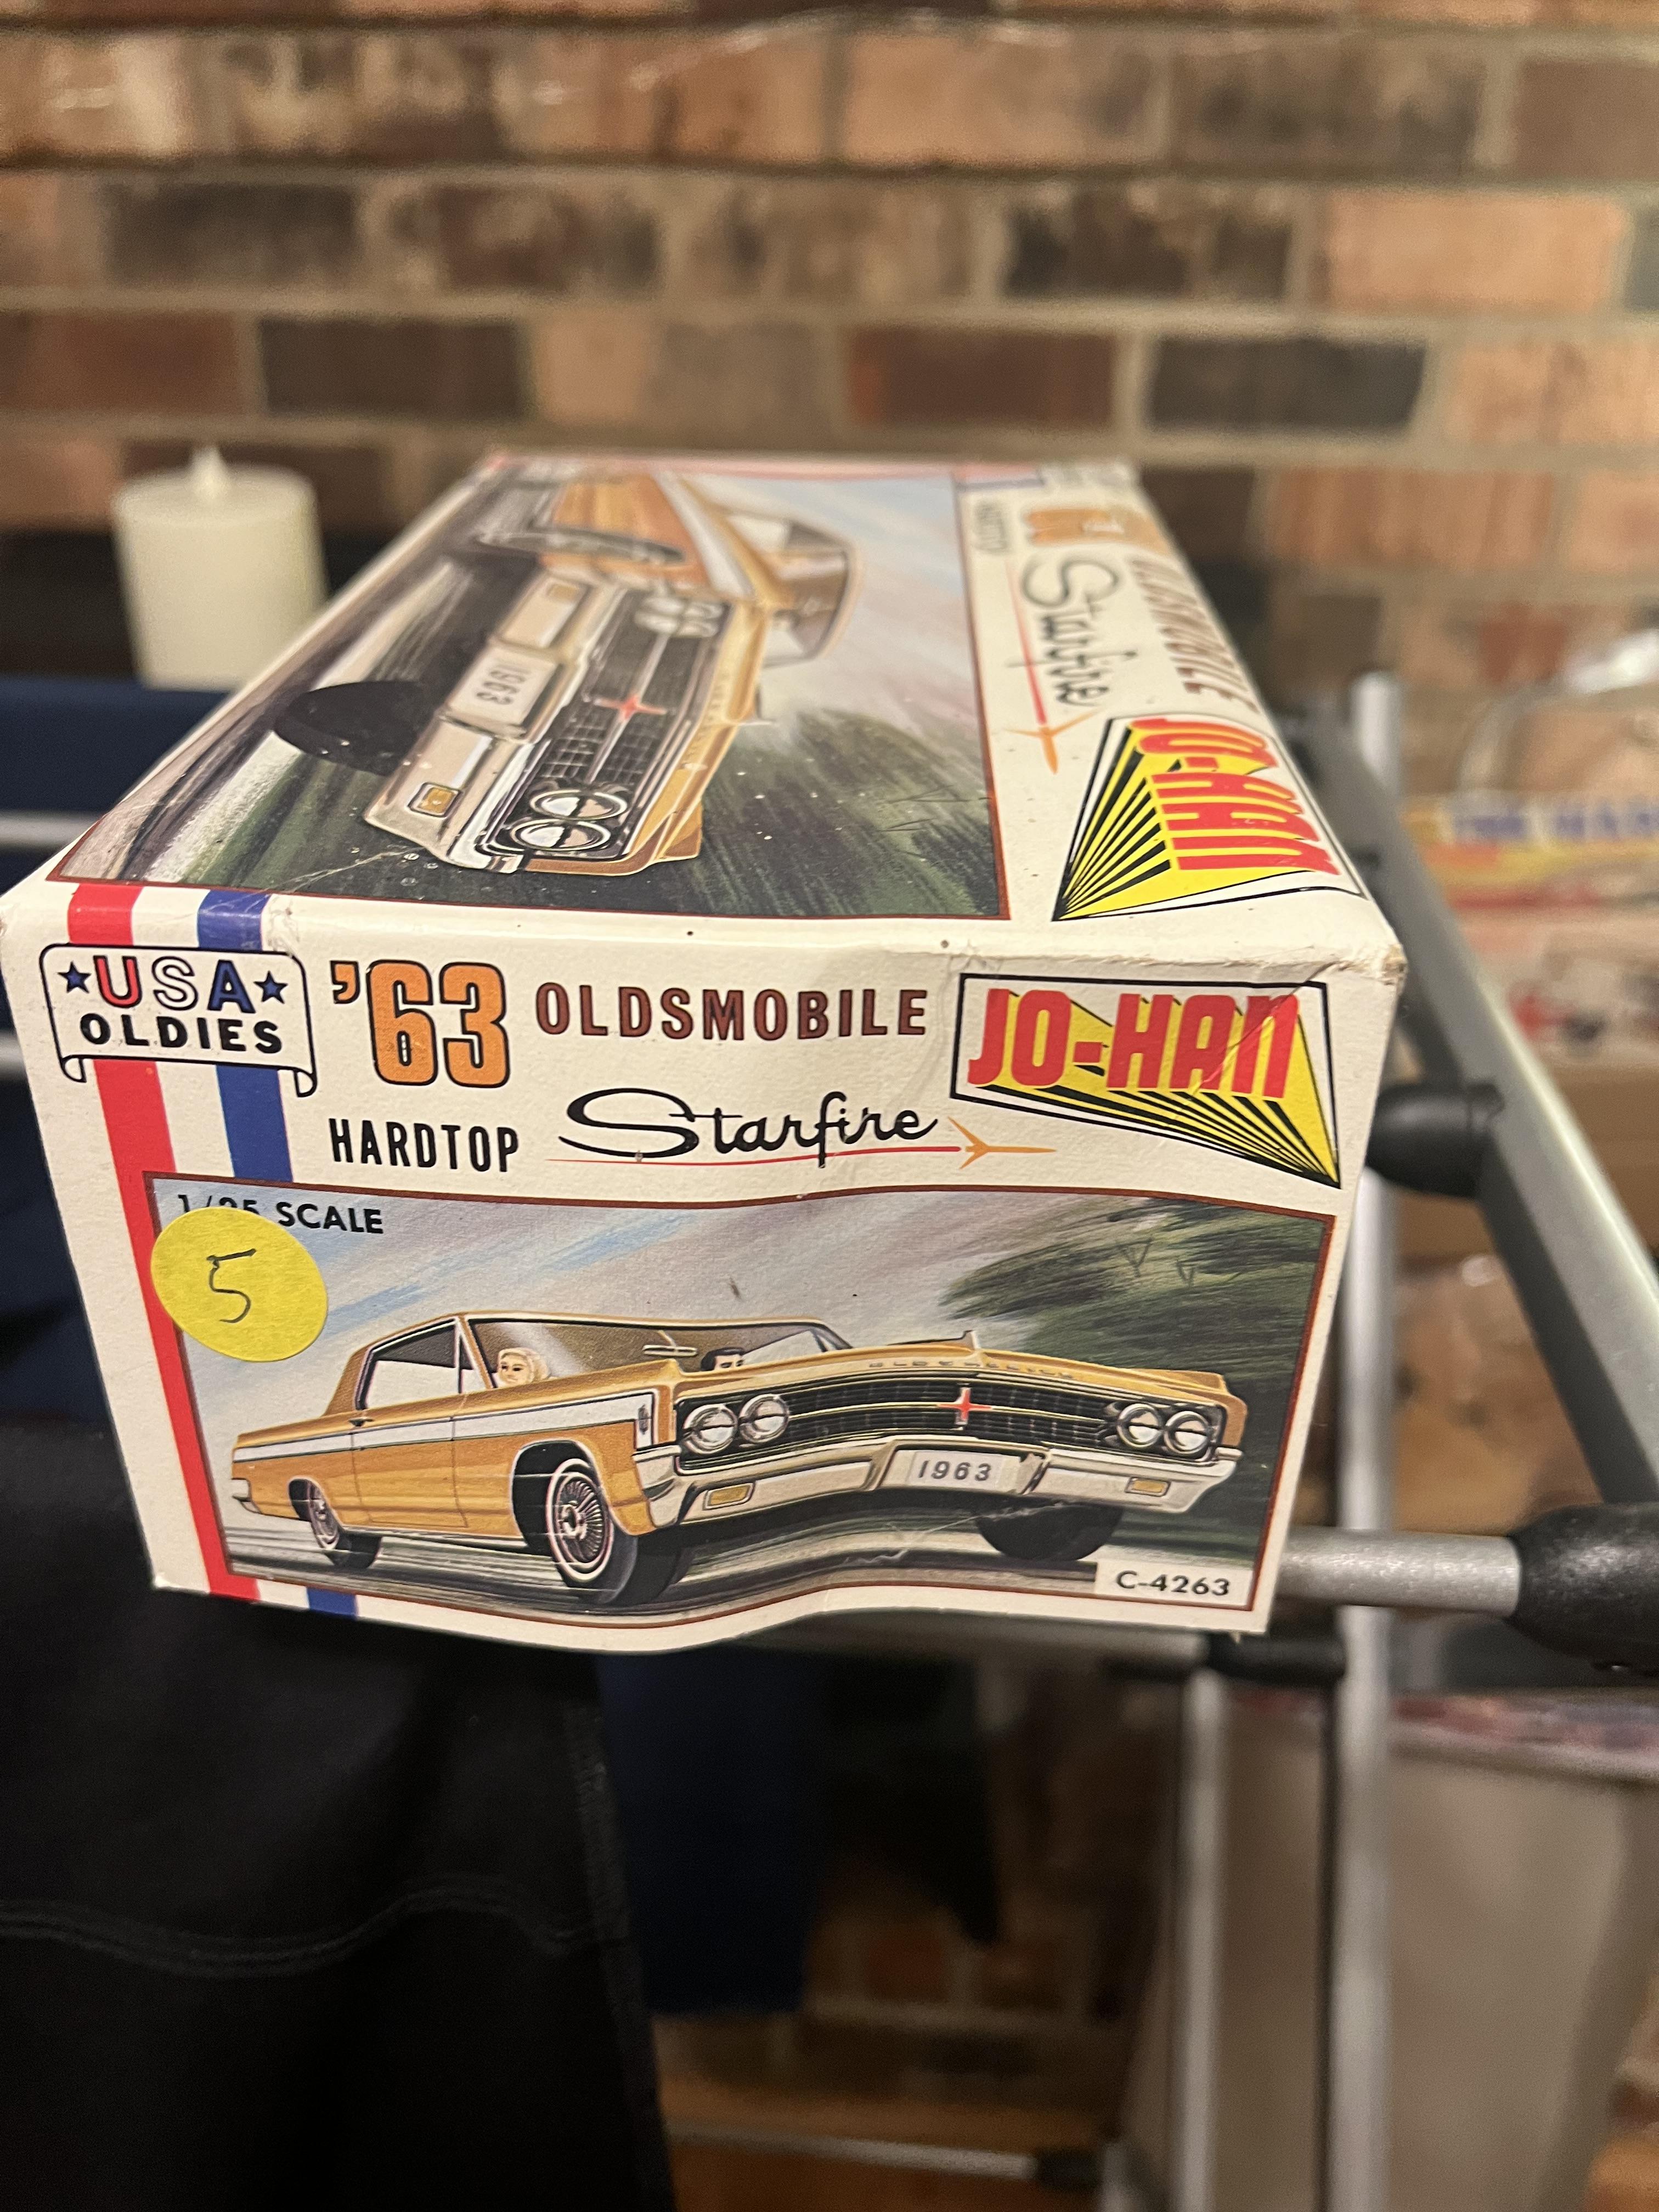 1963
Starfire
JO-HAN
USA
OLDIES
'63 OLDSMOBILE
HARDTOP Starfire
JO-HAN
1/25 SCALE
5
OLDSMOBILE
1963
C-4263